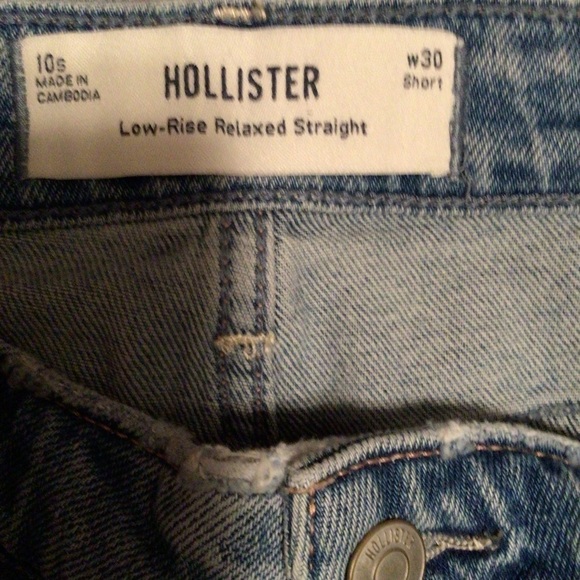 10s
MADE IN
CAMBODIA
HOLLISTER
W30
Short
Low-Rise Relaxed Straight
HOLLISTER